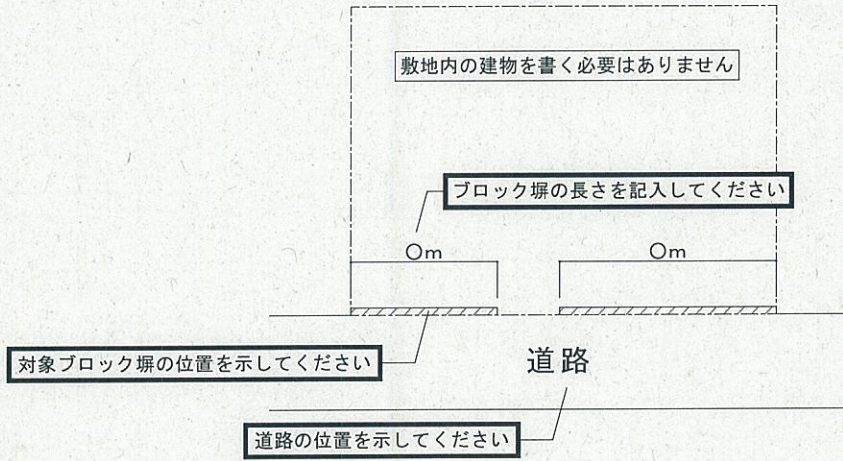 敷地内の建物を書く必要はありません
ブロック塀の長さを記入してください
〇m
〇m
対象ブロック塀の位置を示してください
道路
道路の位置を示してください